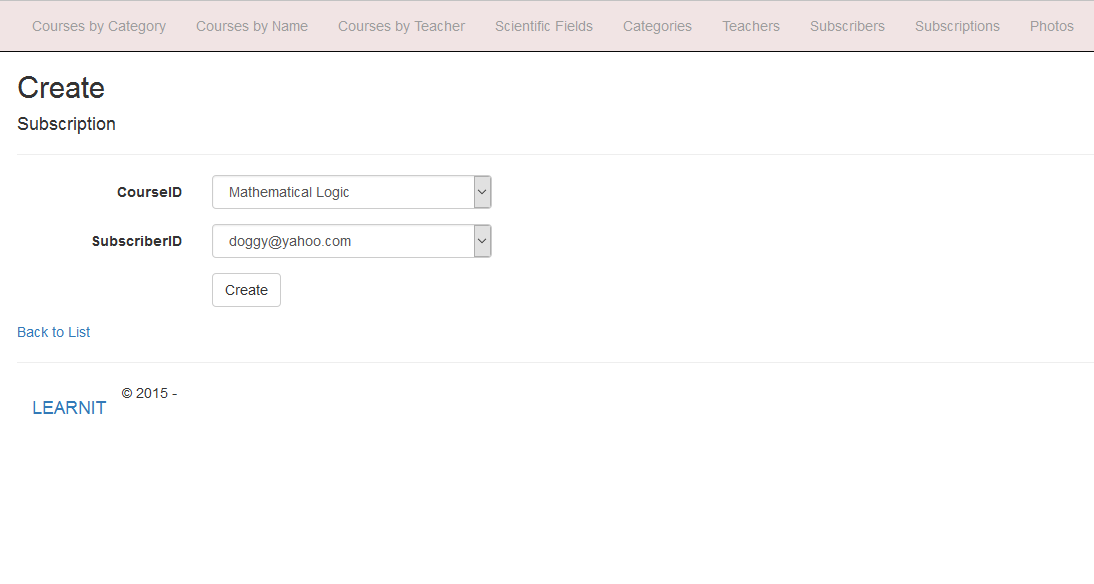 Courses by Category Courses by Name Courses by Teacher Scientific Fields Categories Teachers Subscribers Subscriptions Photos
Create
Subscription
CourseID Mathematical Logic
SubscriberID doggy@yahoo.com
Create
Back to List
LEARNIT © 2015 -